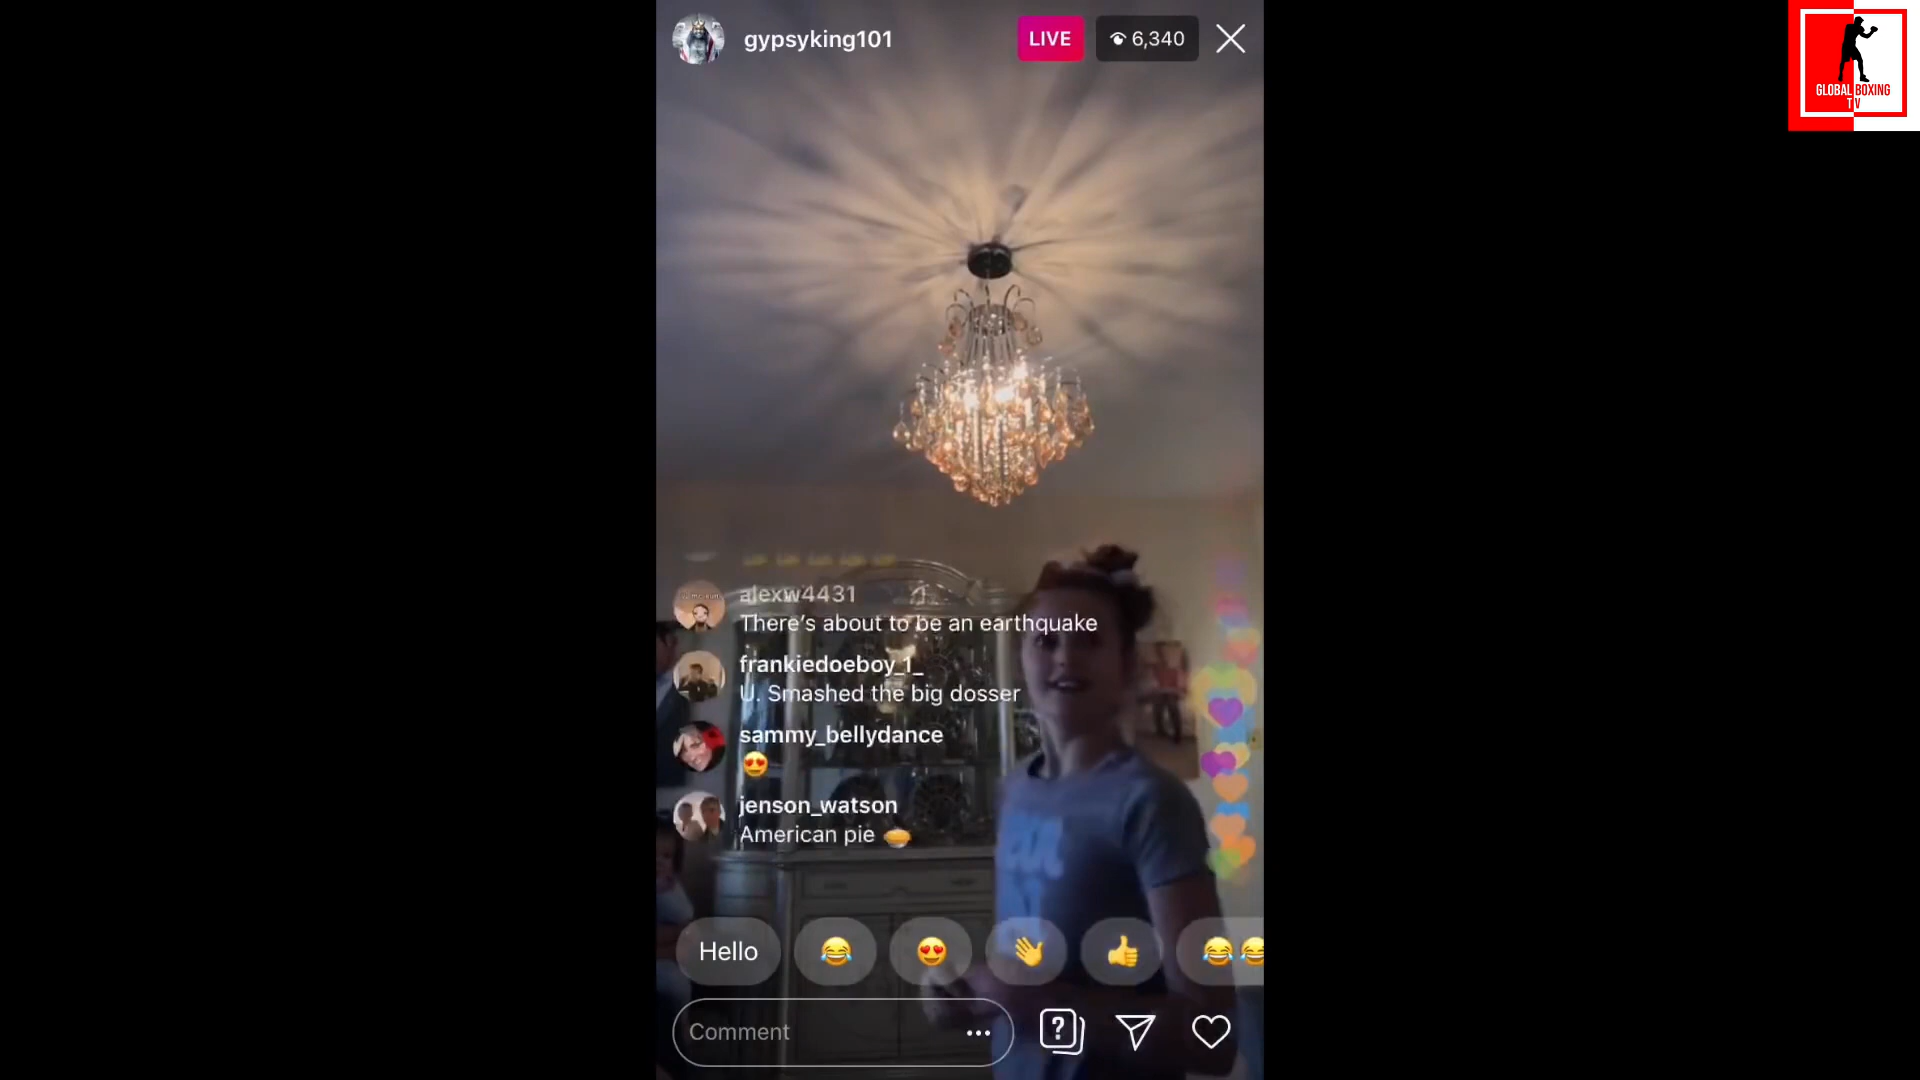 gypsyking101
LIVE
6,340
GLOBAL BOXING
TV
alexw4431
There's about to be an earthquake
frankiedoeboy_1_
U. Smashed the big dosser
sammy_bellydance
😍
jenson_watson
American pie 🥧
Hello 😂 😍 👋 👍 😂😂
Comment